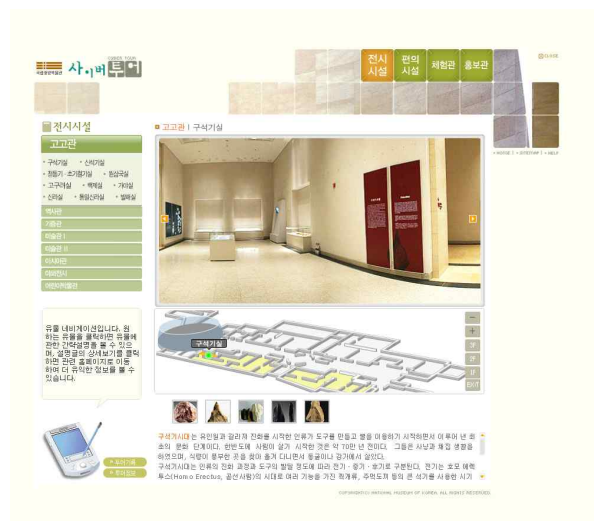 사이버투어
CYBER TOUR
전시
시설
편의
시설
체험관
홍보관
전시시설
고고관 | 구석기실
고고관
• 구석기실 • 신석기실
• 청동기·초기철기실 • 원삼국실
• 고구려실 • 백제실 • 가야실
• 신라실 • 통일신라실 • 발해실
역사관
기증관
미술관 I
미술관 II
아시아관
야외전시
어린이박물관
구석기실
3F
2F
1F
EXIT
유물 네비게이션입니다. 원
하는 유물을 클릭하면 유물에
관한 간략설명을 볼 수 있으
며, 설명글의 상세보기를 클릭
하면 관련 홈페이지로 이동
하여 더 유익한 정보를 볼 수
있습니다.
구석기시대는 유인원과 갈라져 진화를 시작한 인류가 도구를 만들고 불을 이용하기 시작하면서 이루어 낸 최
초의 문화 단계이다. 한반도에 사람이 살기 시작한 것은 약 70만 년 전이다. 그들은 사냥과 채집 생활을
하였으며, 식량이 풍부한 곳을 찾아 옮겨 다니면서 동굴이나 강가에서 살았다.
구석기시대는 인류의 진화 과정과 도구의 발달 정도에 따라 전기·중기·후기로 구분된다. 전기는 호모 에렉
투스(Homo Erectus, 곧선사람)의 시대로 여러 기능을 가진 찍개류, 주먹도끼 등의 큰 석기를 사용한 시기
COPYRIGHT(C) NATIONAL MUSEUM OF KOREA. ALL RIGHTS RESERVED.